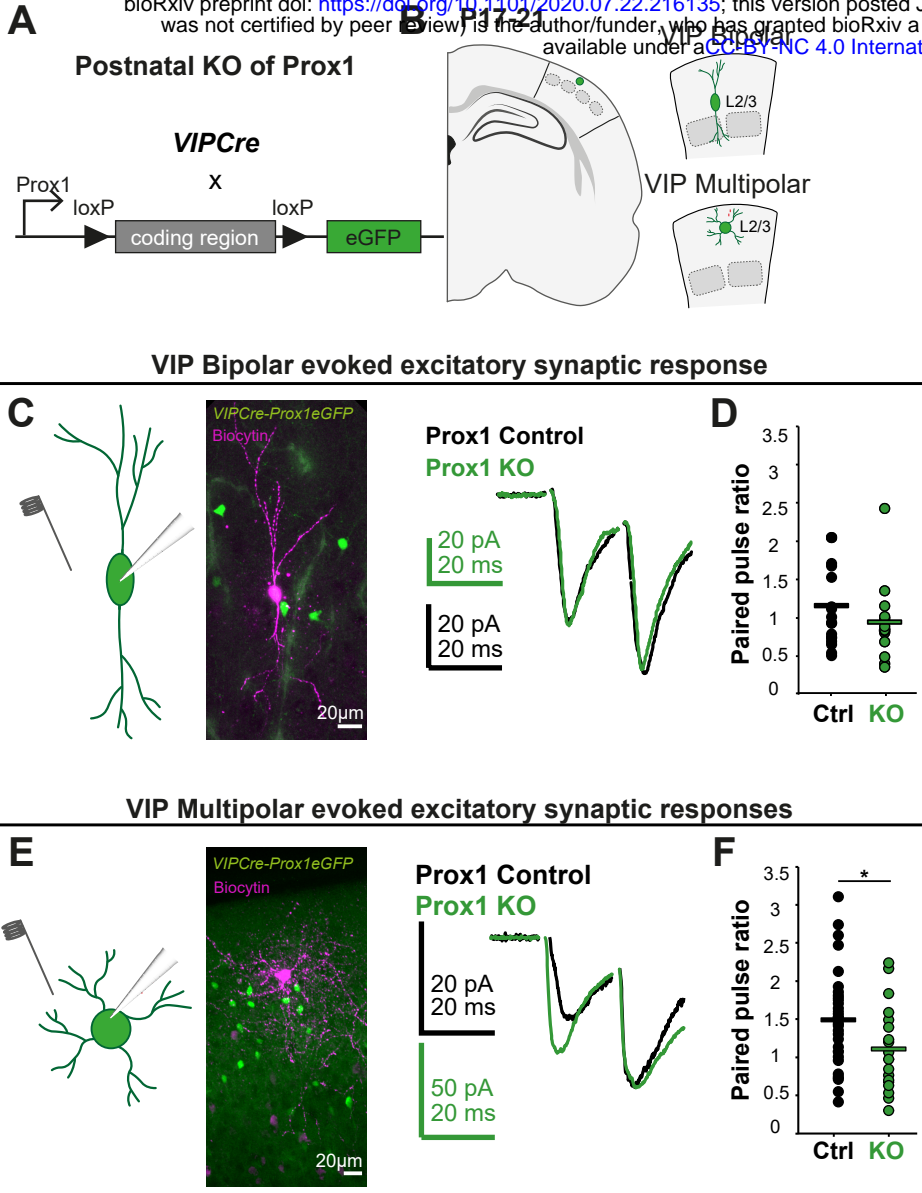 bioRxiv preprint doi: https://doi.org/10.1101/2020.07.22.216135; this version posted J
was not certified by peer review) is the author/funder, who has granted bioRxiv a
available under aCC-BY-NC 4.0 Internat
A
B
P17-21
Postnatal KO of Prox1
VIPCre
x
Prox1
loxP
loxP
coding region
eGFP
VIP Bipolar
L2/3
VIP Multipolar
L2/3
VIP Bipolar evoked excitatory synaptic response
C
VIPCre-Prox1eGFP
Biocytin
20µm
Prox1 Control
Prox1 KO
20 pA
20 ms
20 pA
20 ms
D
Paired pulse ratio
3.5
3
2.5
2
1.5
1
0.5
0
Ctrl
KO
VIP Multipolar evoked excitatory synaptic responses
E
VIPCre-Prox1eGFP
Biocytin
20µm
Prox1 Control
Prox1 KO
20 pA
20 ms
50 pA
20 ms
F
Paired pulse ratio
3.5
3
2.5
2
1.5
1
0.5
0
*
Ctrl
KO